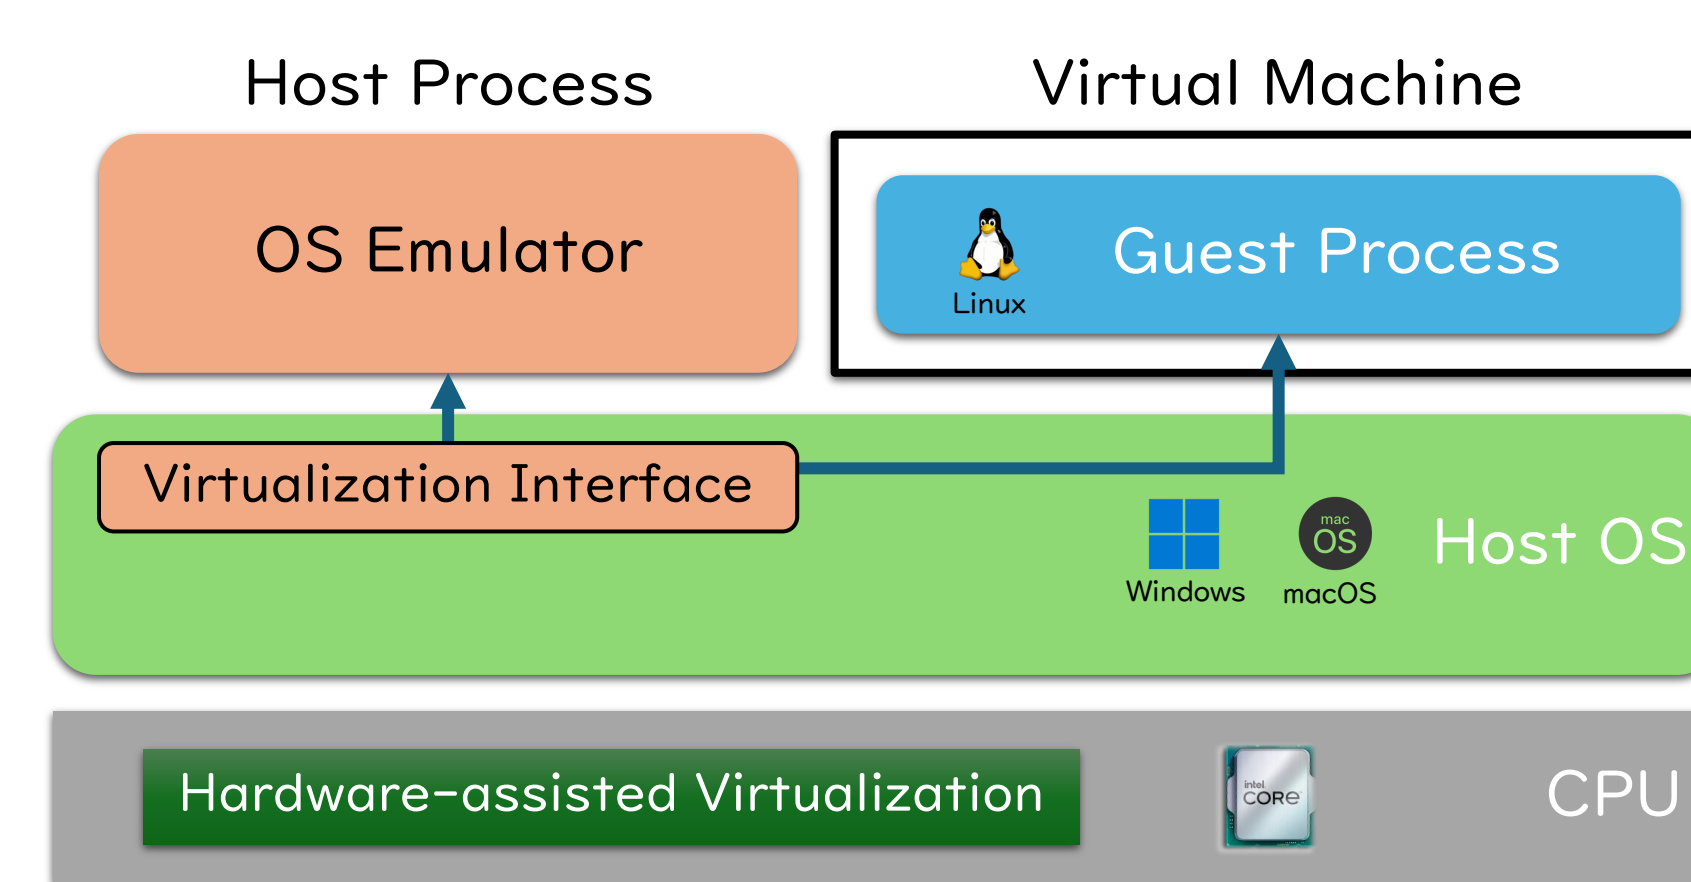 Host Process
Virtual Machine
OS Emulator
Guest Process
Linux
Virtualization Interface
mac
OS
Host OS
Windows
macOS
Hardware-assisted Virtualization
intel
CORE
CPU